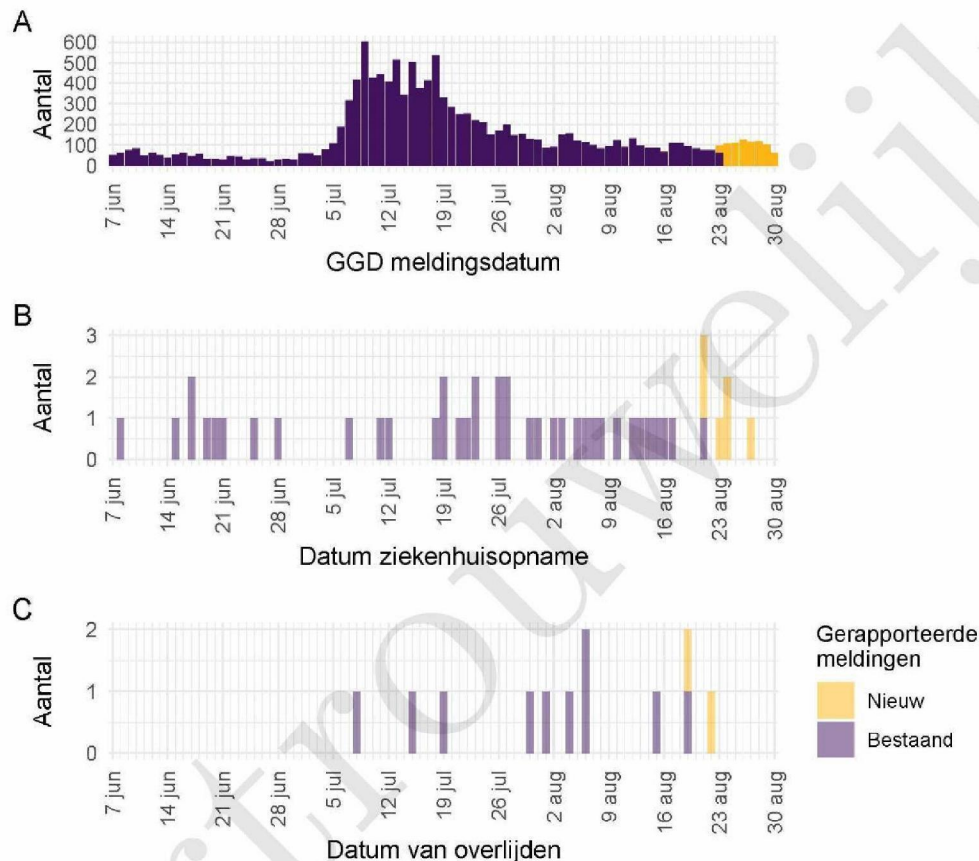 A
600
500
400
300
200
100
0
Aantal
7 jun
14 jun
21 jun
28 jun
5 jul
12 jul
19 jul
26 jul
2 aug
9 aug
16 aug
23 aug
30 aug
GGD meldingsdatum
B
3
2
1
0
Aantal
7 jun
14 jun
21 jun
28 jun
5 jul
12 jul
19 jul
26 jul
2 aug
9 aug
16 aug
23 aug
30 aug
Datum ziekenhuisopname
C
2
1
0
Aantal
7 jun
14 jun
21 jun
28 jun
5 jul
12 jul
19 jul
26 jul
2 aug
9 aug
16 aug
23 aug
30 aug
Datum van overlijden
Gerapporteerde
meldingen
Nieuw
Bestaand
rtrouwelij